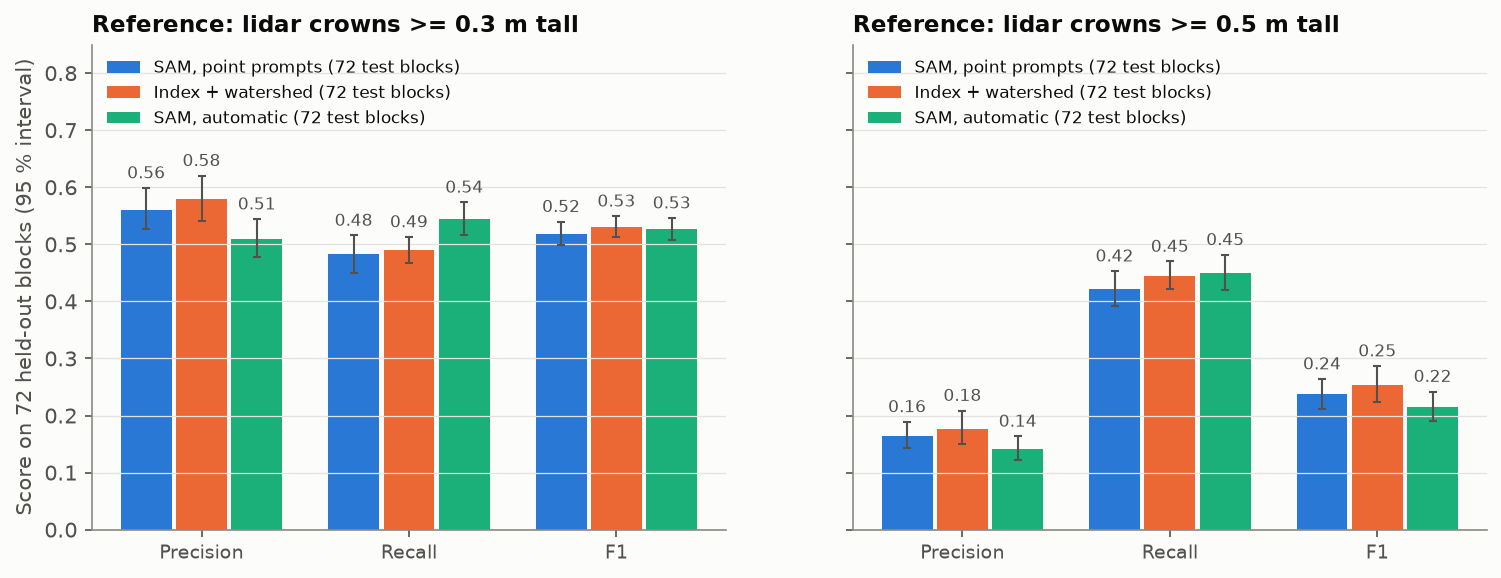 Reference: lidar crowns >= 0.3 m tall
SAM, point prompts (72 test blocks)
Index + watershed (72 test blocks)
SAM, automatic (72 test blocks)
Score on 72 held-out blocks (95 % interval)
0.8
0.7
0.6
0.5
0.4
0.3
0.2
0.1
0.0
0.56
0.58
0.51
0.48
0.49
0.54
0.52
0.53
0.53
Precision
Recall
F1
Reference: lidar crowns >= 0.5 m tall
SAM, point prompts (72 test blocks)
Index + watershed (72 test blocks)
SAM, automatic (72 test blocks)
0.16
0.18
0.14
0.42
0.45
0.45
0.24
0.25
0.22
Precision
Recall
F1